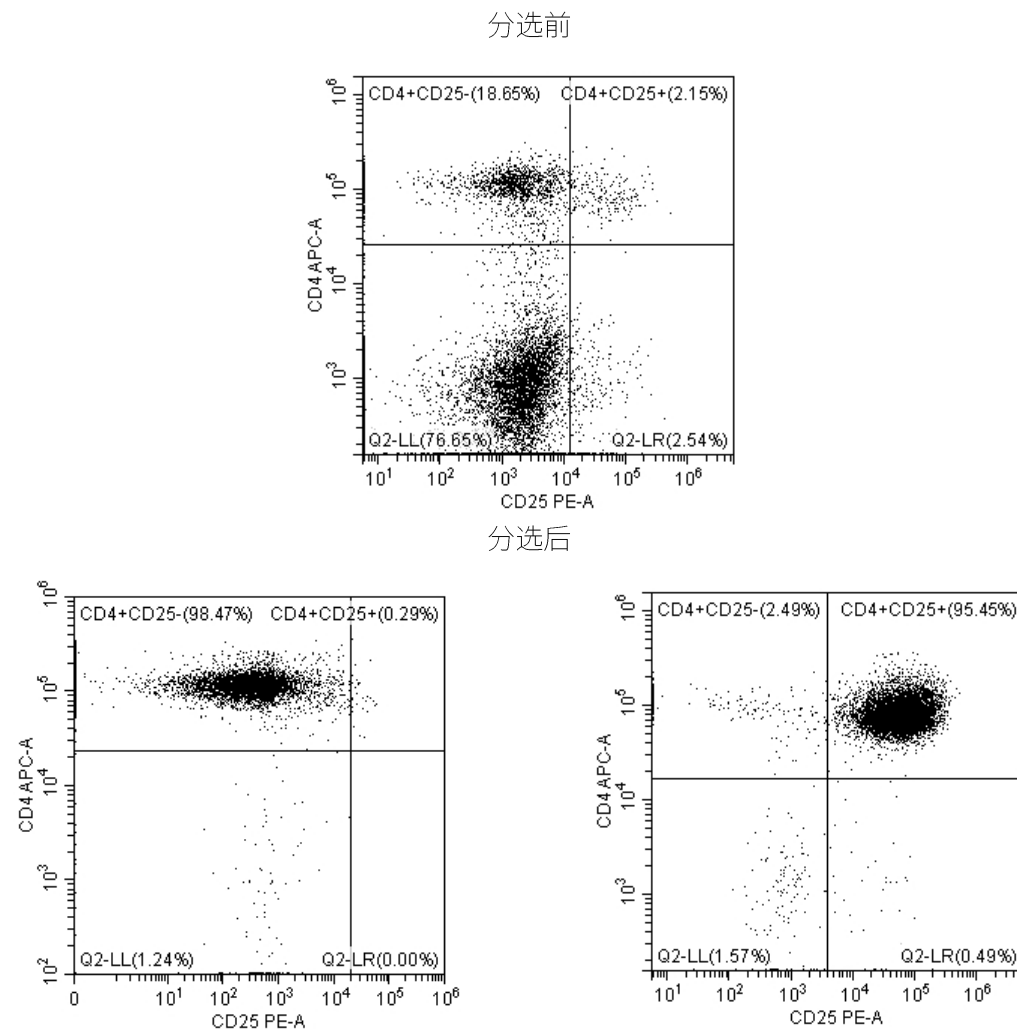 分选前
CD4+CD25-(18.65%) CD4+CD25+(2.15%)
10^6
10^5
10^4
10^3
CD4 APC-A
Q2-LL(76.65%) Q2-LR(2.54%)
10^1 10^2 10^3 10^4 10^5 10^6
CD25 PE-A
分选后
CD4+CD25-(98.47%) CD4+CD25+(0.29%)
10^6
10^5
10^4
10^3
10^2
CD4 APC-A
Q2-LL(1.24%) Q2-LR(0.00%)
0 10^1 10^2 10^3 10^4 10^5 10^6
CD25 PE-A
CD4+CD25-(2.49%) CD4+CD25+(95.45%)
10^6
10^5
10^4
10^3
CD4 APC-A
Q2-LL(1.57%) Q2-LR(0.49%)
10^1 10^2 10^3 10^4 10^5 10^6
CD25 PE-A